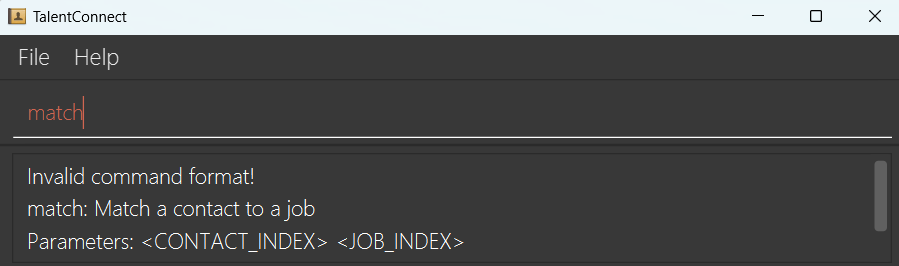 TalentConnect
File Help
match
Invalid command format!
match: Match a contact to a job
Parameters: <CONTACT_INDEX> <JOB_INDEX>